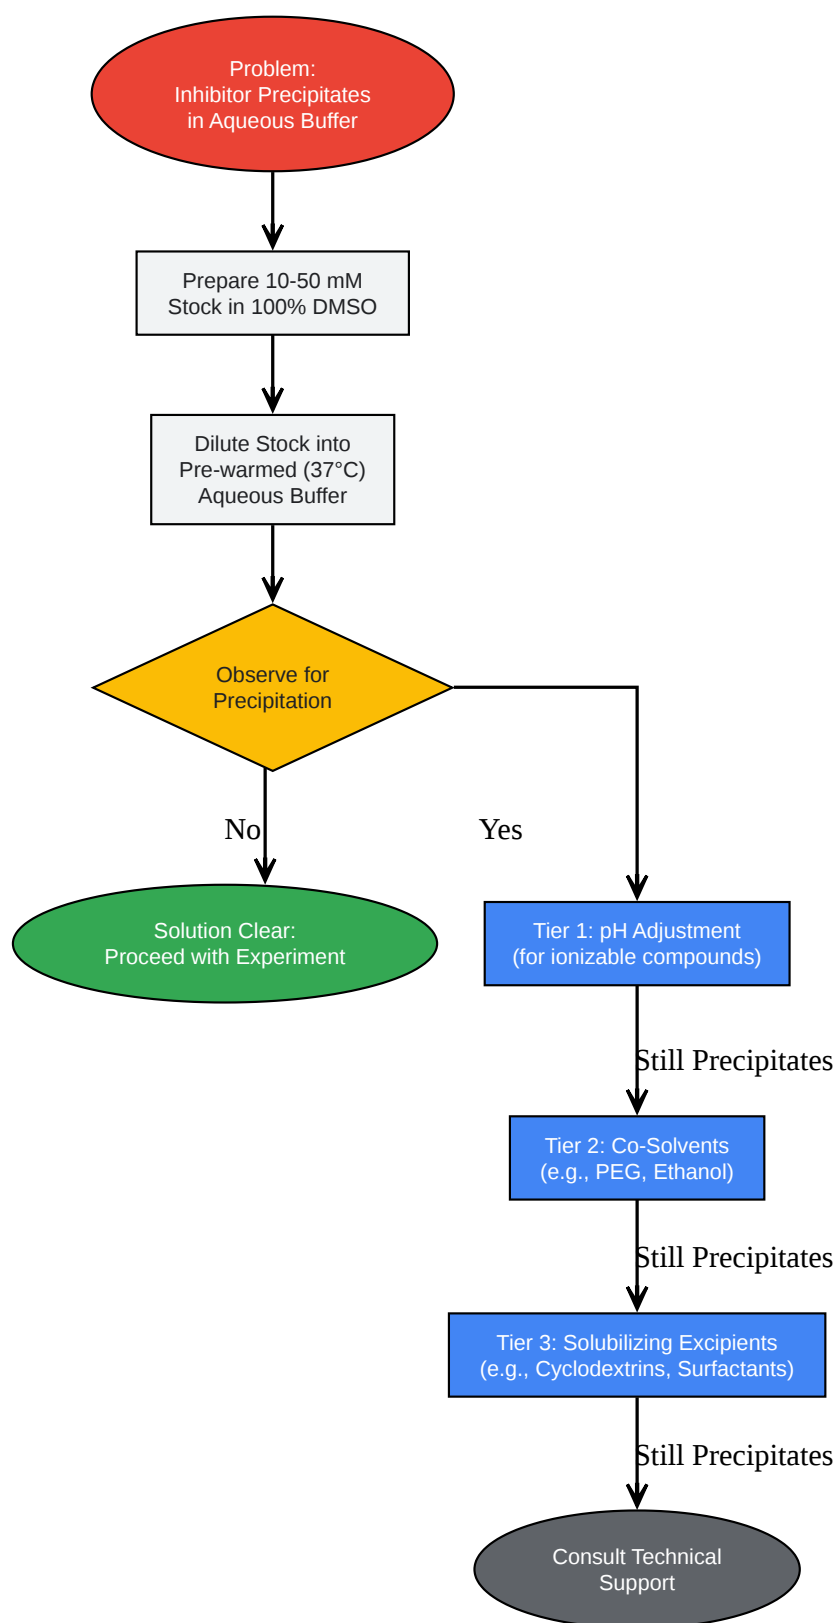 Problem:
Inhibitor Precipitates
in Aqueous Buffer
Prepare 10-50 mM
Stock in 100% DMSO
Dilute Stock into
Pre-warmed (37°C)
Aqueous Buffer
Observe for
Precipitation
No
Yes
Solution Clear:
Proceed with Experiment
Tier 1: pH Adjustment
(for ionizable compounds)
Still Precipitates
Tier 2: Co-Solvents
(e.g., PEG, Ethanol)
Still Precipitates
Tier 3: Solubilizing Excipients
(e.g., Cyclodextrins, Surfactants)
Still Precipitates
Consult Technical
Support